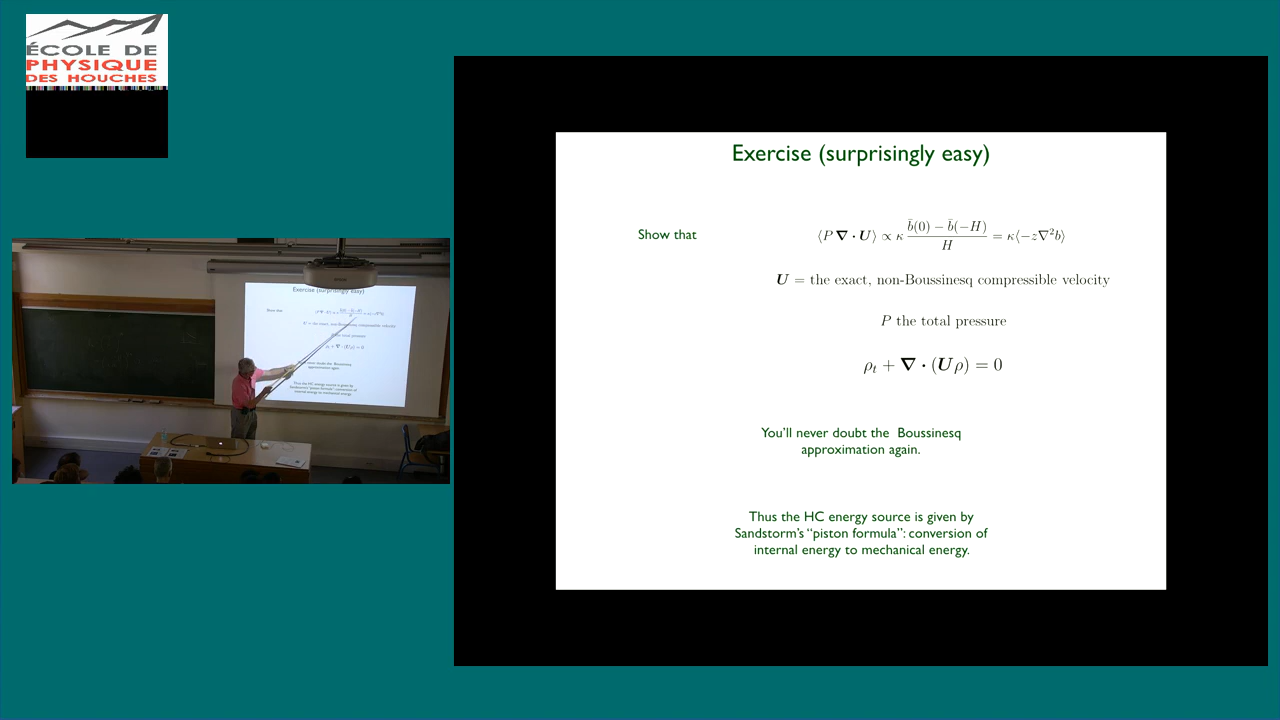 ÉCOLE DE
PHYSIQUE
DES HOUCHES
Exercise (surprisingly easy)
Show that
⟨P ∇ · U⟩ ∝ κ (b̄(0) − b̄(−H))/H = κ⟨−z∇²b⟩
U = the exact, non-Boussinesq compressible velocity
P the total pressure
ρₜ + ∇ · (Uρ) = 0
You'll never doubt the Boussinesq
approximation again.
Thus the HC energy source is given by
Sandstorm's "piston formula": conversion of
internal energy to mechanical energy.